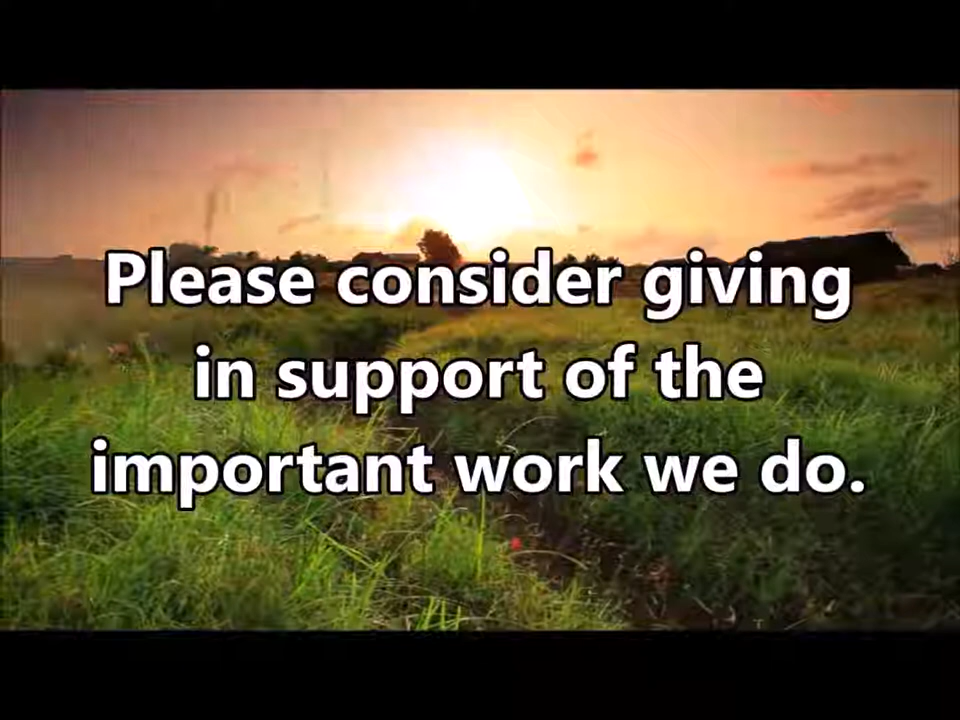 Please consider giving
in support of the
important work we do.